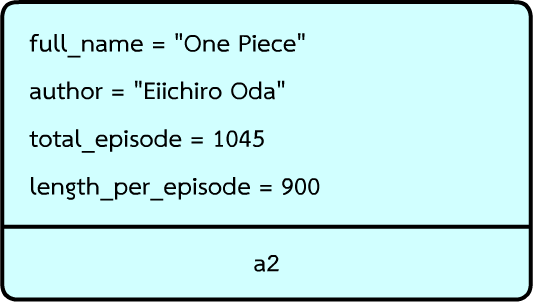 full_name = "One Piece"
author = "Eiichiro Oda"
total_episode = 1045
length_per_episode = 900
a2